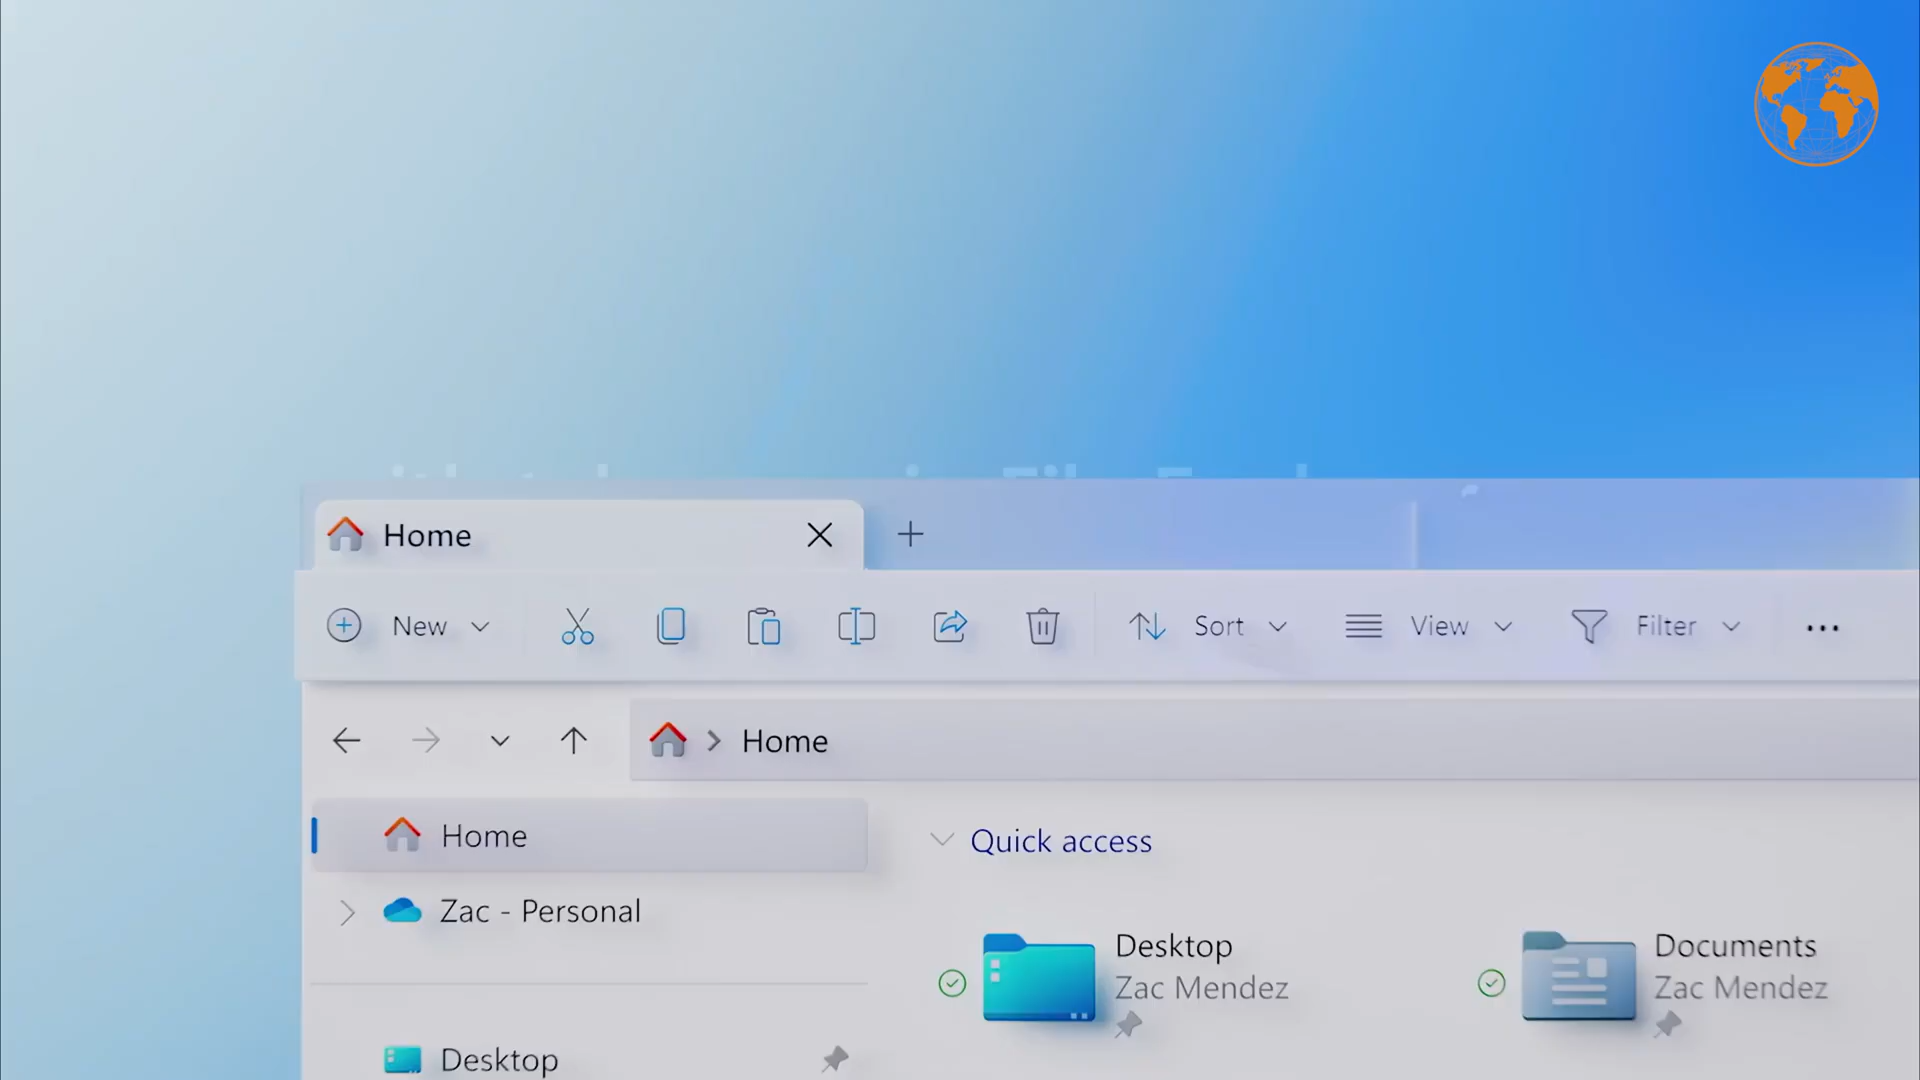 Home
New
Sort
View
Filter
Home
Home
Quick access
Zac - Personal
Desktop
Zac Mendez
Documents
Zac Mendez
Desktop